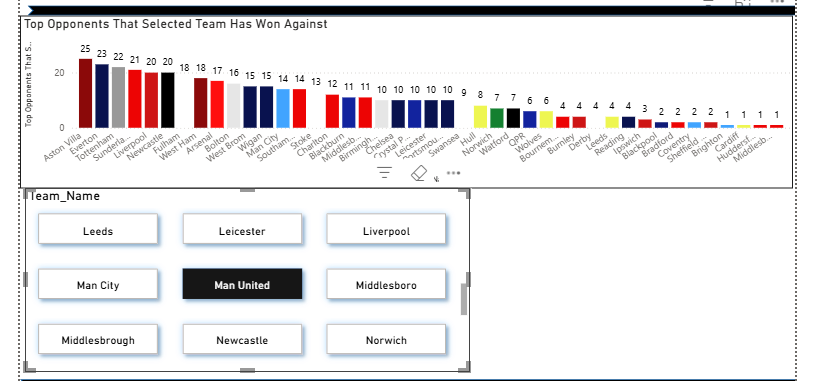 Top Opponents That Selected Team Has Won Against
Top Opponents That S...
20
0
25 23 22 21 20 20 18 18 17 16 15 15 14 14 13 12 11 11 10 10 10 10 10 9 8 7 7 6 6 4 4 4 4 4 3 2 2 2 2 1 1 1 1
Aston Villa
Everton
Tottenham
Sunderla...
Liverpool
Newcastle
Fulham
West Ham
Arsenal
Bolton
West Brom
Wigan
Man City
Southam...
Stoke
Charlton
Blackburn
Middlesb...
Birmingh...
Chelsea
Crystal P...
Leicester
Portsmou...
Swansea
Hull
Norwich
Watford
QPR
Wolves
Bournem...
Burnley
Derby
Leeds
Reading
Ipswich
Blackpool
Bradford
Coventry
Sheffield ...
Brighton
Cardiff
Huddersf...
Middlesb...
Team_Name
Leeds Leicester Liverpool
Man City Man United Middlesboro
Middlesbrough Newcastle Norwich